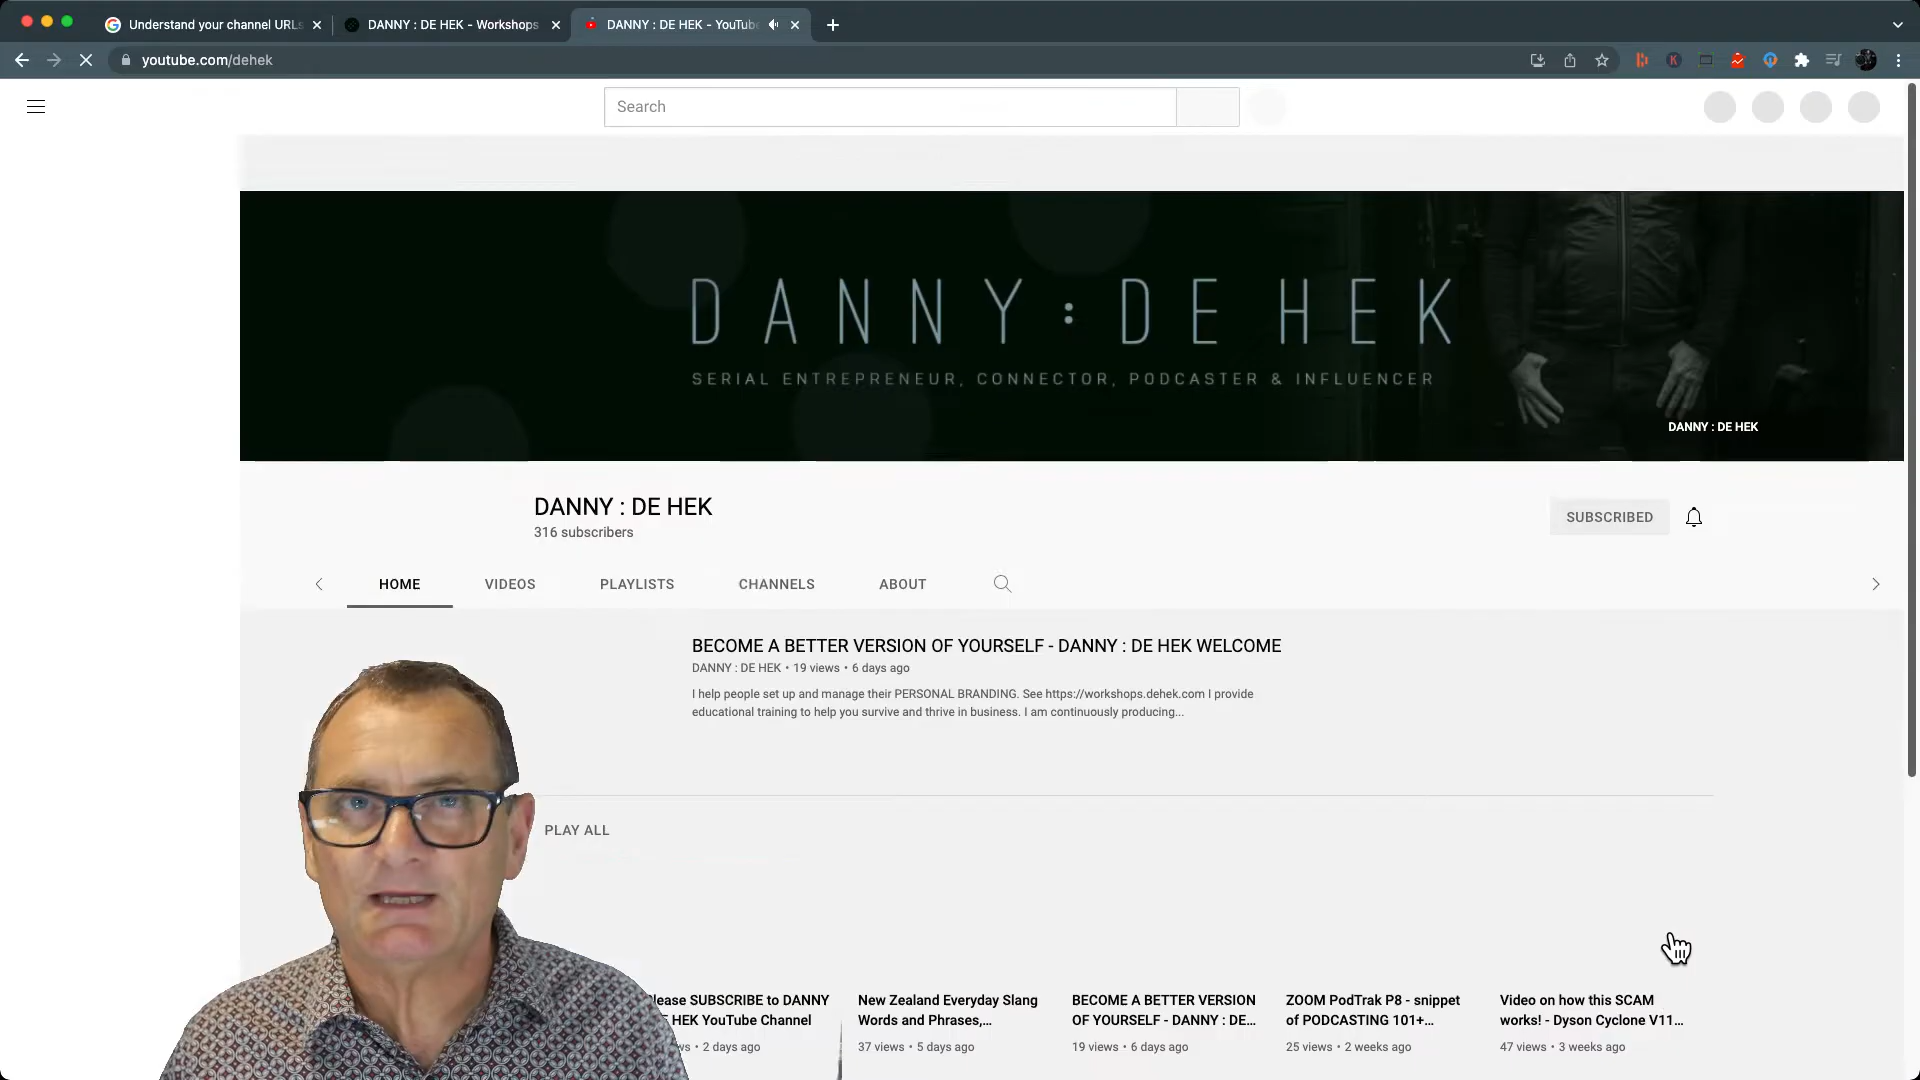 Understand your channel URLs
DANNY : DE HEK - Workshops
DANNY : DE HEK - YouTube
youtube.com/dehek
Search
DANNY : DE HEK
SERIAL ENTREPRENEUR, CONNECTOR, PODCASTER & INFLUENCER
DANNY : DE HEK
DANNY : DE HEK
316 subscribers
SUBSCRIBED
HOME
VIDEOS
PLAYLISTS
CHANNELS
ABOUT
BECOME A BETTER VERSION OF YOURSELF - DANNY : DE HEK WELCOME
DANNY : DE HEK • 19 views • 6 days ago
I help people set up and manage their PERSONAL BRANDING. See https://workshops.dehek.com I provide
educational training to help you survive and thrive in business. I am continuously producing...
PLAY ALL
lease SUBSCRIBE to DANNY
E HEK YouTube Channel
ws • 2 days ago
New Zealand Everyday Slang
Words and Phrases,...
37 views • 5 days ago
BECOME A BETTER VERSION
OF YOURSELF - DANNY : DE...
19 views • 6 days ago
ZOOM PodTrak P8 - snippet
of PODCASTING 101+...
25 views • 2 weeks ago
Video on how this SCAM
works! - Dyson Cyclone V11...
47 views • 3 weeks ago